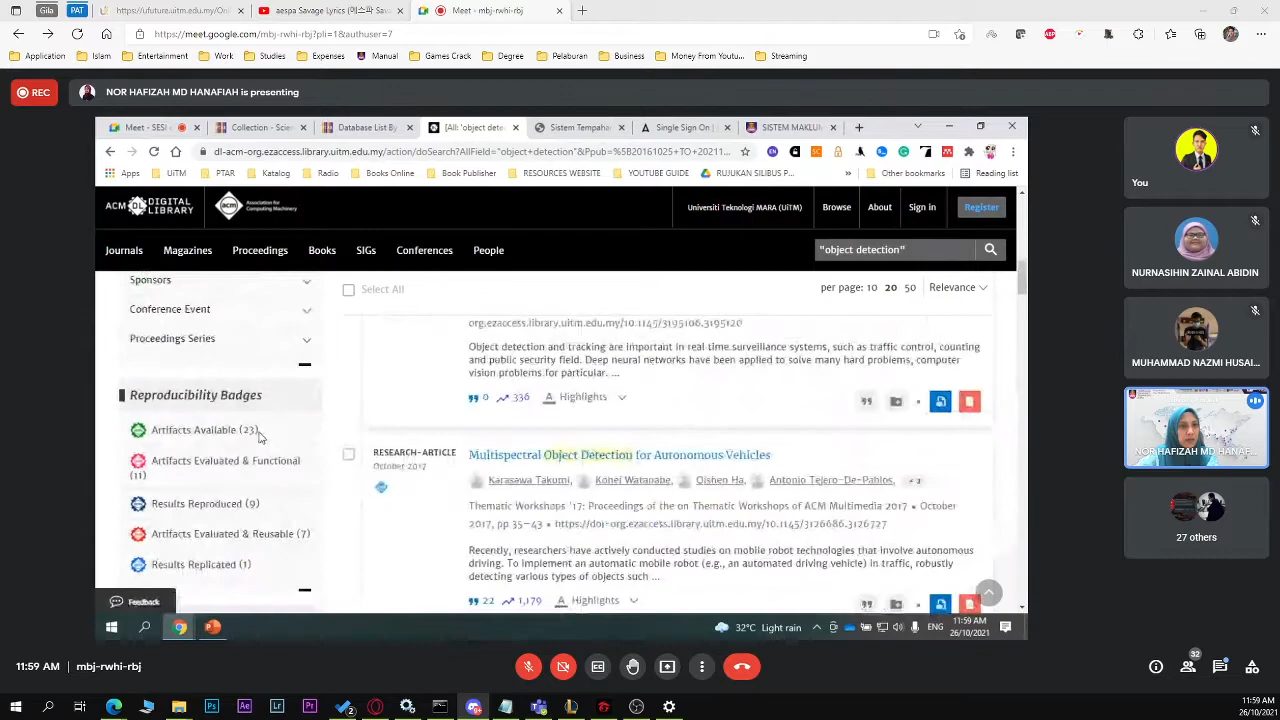 Gila
PAT
https://ufutureuitm.edu.my/Onl
aespa Savage Lyrics (에스파 Sava
Meet - mbj-rwhi-rbj
https://meet.google.com/mbj-rwhi-rbj?pli=1&authuser=7
Application
Islam
Entertainment
Work
Studies
Expenses
Manual
Games Crack
Degree
Pelaburan
Money From Youtu...
Streaming
REC
NOR HAFIZAH MD HANAFIAH is presenting
Meet - SESI
Collection - Scien
Database List By
[All: 'object dete
Sistem Tempaha
Single Sign On |
SISTEM MAKLUM
dl-acm-org.ezaccess.library.uitm.edu.my/action/doSearch?AllField="object+detection"&Ppub=%5B20161025+TO+20211...
Apps
UiTM
PTAR
Katalog
Radio
Books Online
Book Publisher
RESOURCES WEBSITE
YOUTUBE GUIDE
RUJUKAN SILIBUS P...
Other bookmarks
Reading list
ACM DL DIGITAL LIBRARY
acm Association for Computing Machinery
Universiti Teknologi MARA (UiTM)
Browse
About
Sign in
Register
Journals
Magazines
Proceedings
Books
SIGs
Conferences
People
"object detection"
Sponsors
Conference Event
Proceedings Series
Reproducibility Badges
Artifacts Available (23)
Artifacts Evaluated & Functional
(11)
Results Reproduced (9)
Artifacts Evaluated & Reusable (7)
Results Replicated (1)
Feedback
Select All
per page: 10 20 50
Relevance
org.ezaccess.library.uitm.edu.my/10.1145/3195106.3195120
Object detection and tracking are important in real time surveillance systems, such as traffic control, counting
and public security field. Deep neural networks have been applied to solve many hard problems, computer
vision problems for particular. ...
0
336
Highlights
RESEARCH-ARTICLE
October 2017
Multispectral Object Detection for Autonomous Vehicles
Karasawa Takumi, Kohei Watanabe, Qishen Ha, Antonio Tejero-De-Pablos, + 3
Thematic Workshops '17: Proceedings of the on Thematic Workshops of ACM Multimedia 2017 • October
2017, pp 35–43 • https://doi-org.ezaccess.library.uitm.edu.my/10.1145/3126686.3126727
Recently, researchers have actively conducted studies on mobile robot technologies that involve autonomous
driving. To implement an automatic mobile robot (e.g., an automated driving vehicle) in traffic, robustly
detecting various types of objects such ...
22
1,179
Highlights
32°C Light rain
ENG
11:59 AM
26/10/2021
You
NURNASIHIN ZAINAL ABIDIN
MUHAMMAD NAZMI HUSAI...
NOR HAFIZAH MD HANAF...
27 others
11:59 AM
mbj-rwhi-rbj
32
11:59 AM
26/10/2021